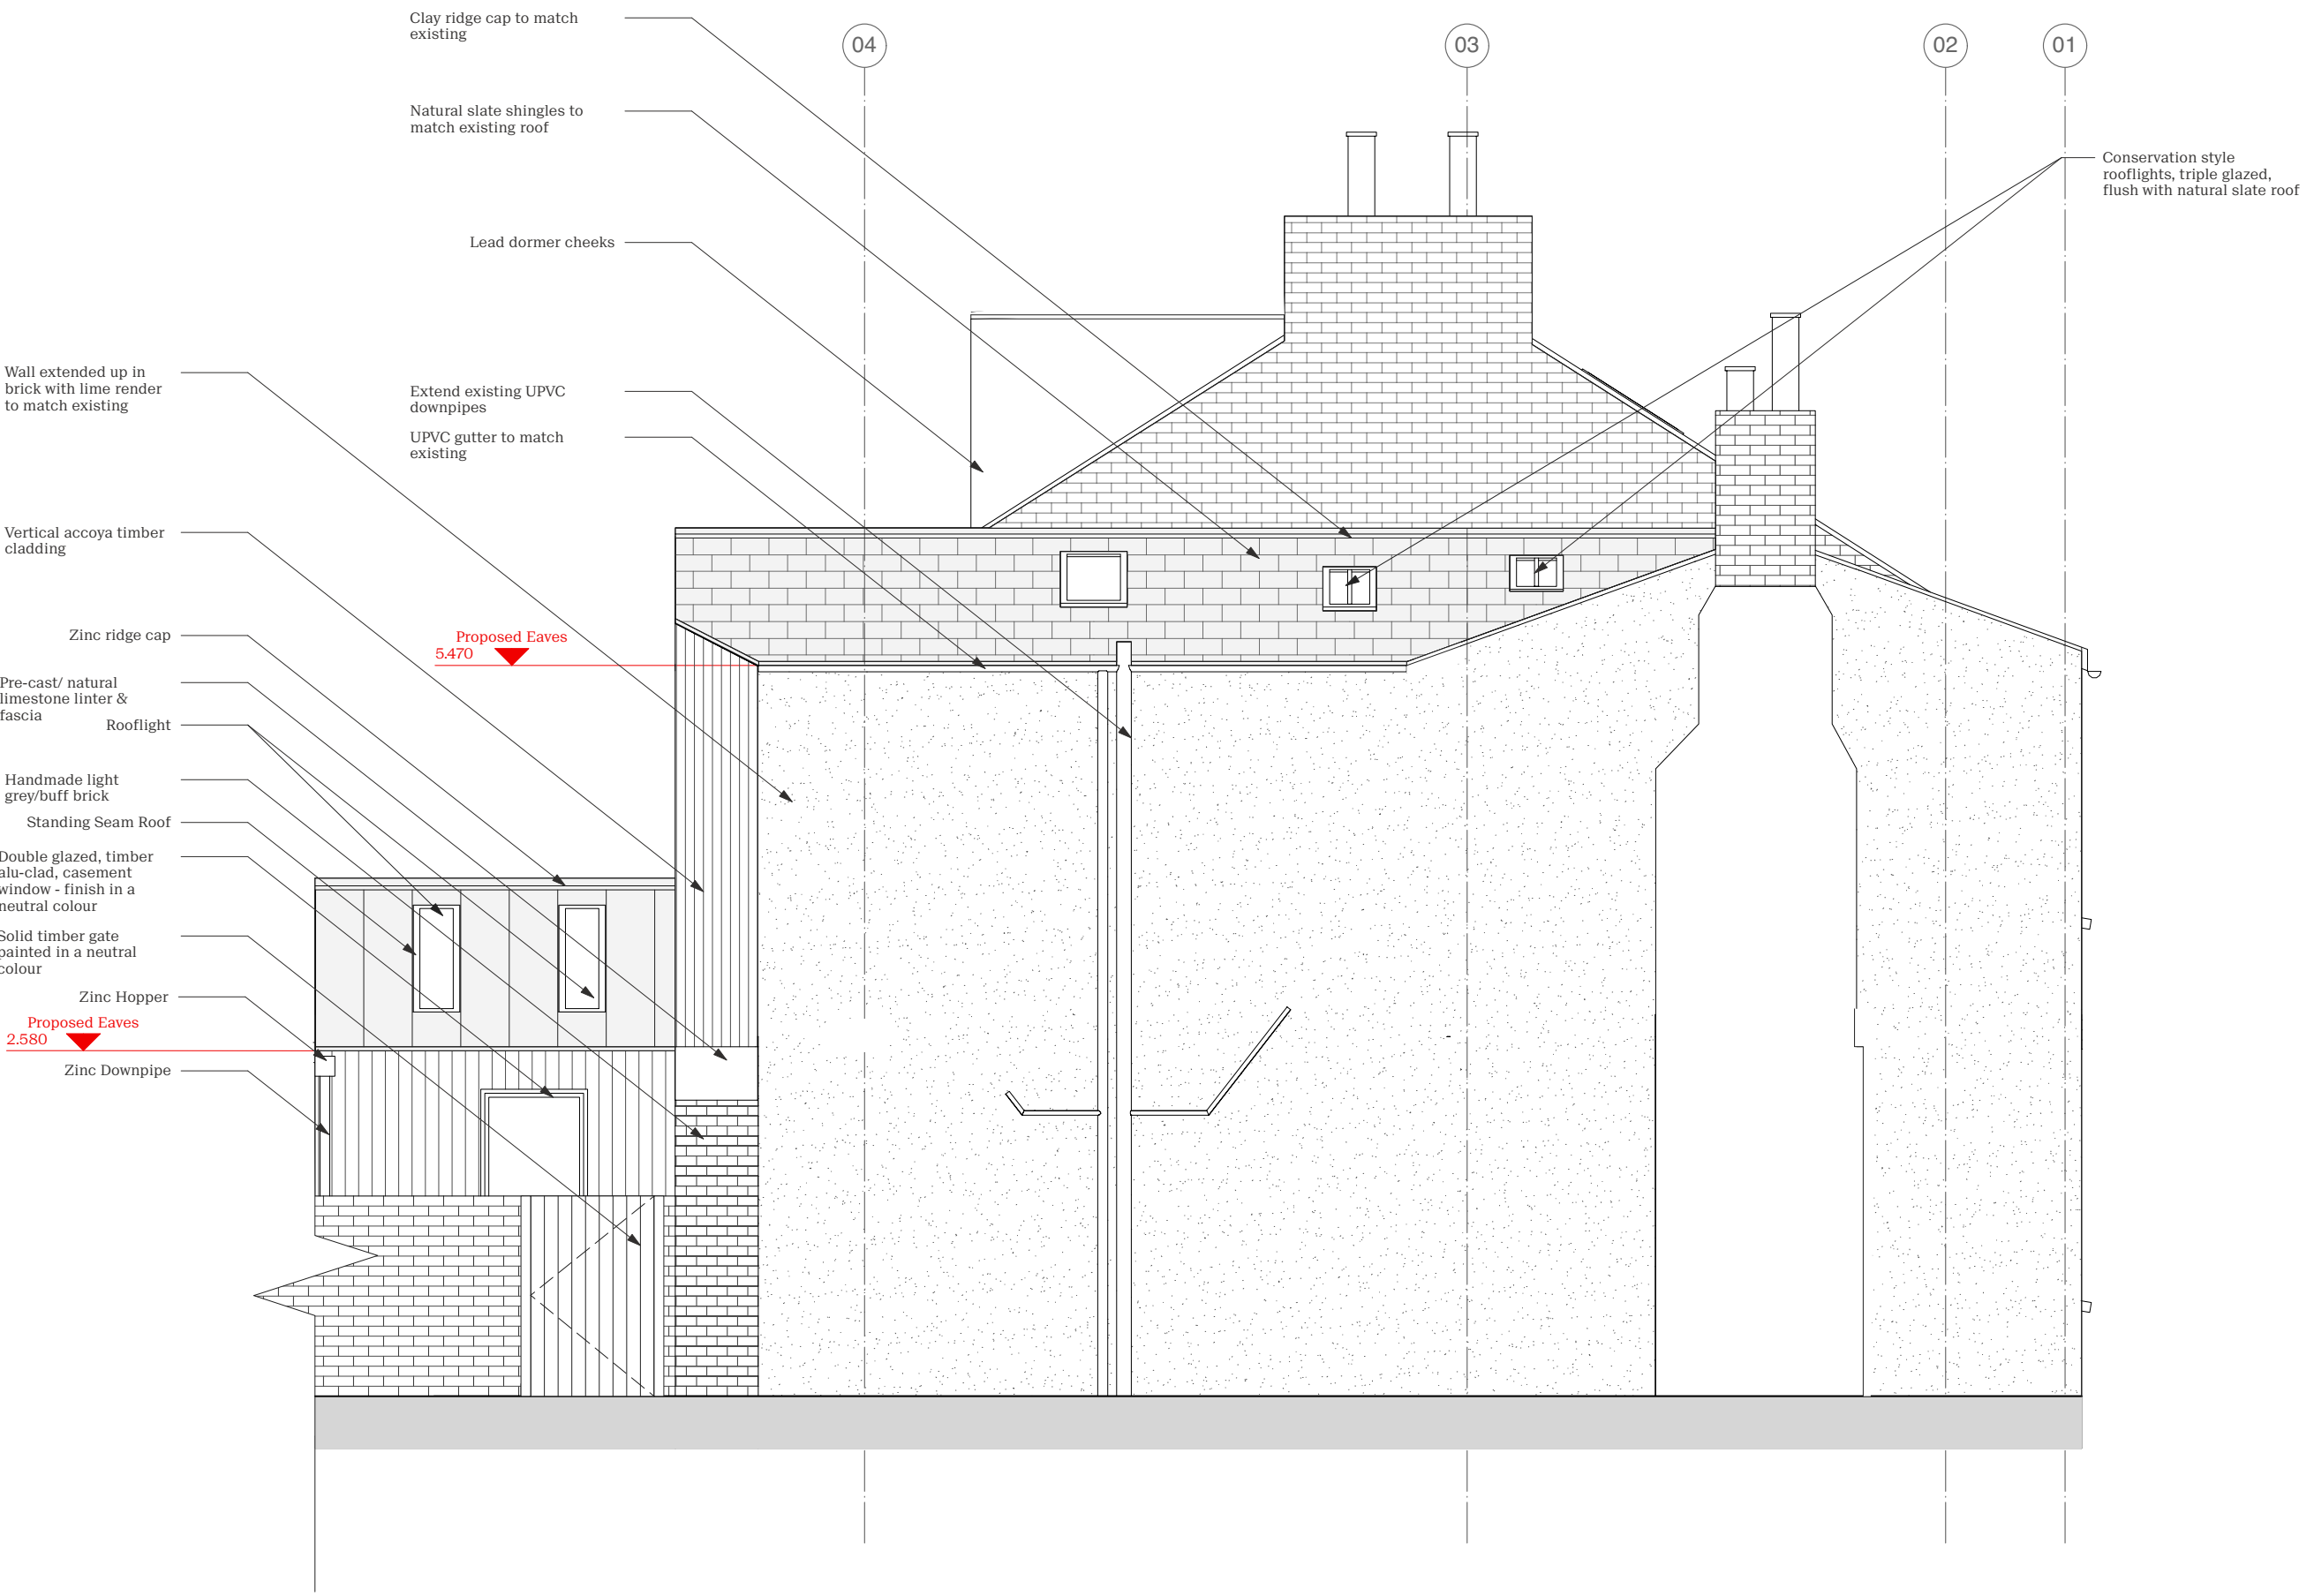 Clay ridge cap to match
existing
04
03
02
01
Natural slate shingles to
match existing roof
Conservation style
rooflights, triple glazed,
flush with natural slate roof
Lead dormer cheeks
Wall extended up in
brick with lime render
to match existing
Extend existing UPVC
downpipes
UPVC gutter to match
existing
Vertical accoya timber
cladding
Zinc ridge cap
Proposed Eaves
5.470
Pre-cast/ natural
limestone linter &
fascia
Rooflight
Handmade light
grey/buff brick
Standing Seam Roof
Double glazed, timber
alu-clad, casement
window - finish in a
neutral colour
Solid timber gate
painted in a neutral
colour
Zinc Hopper
Proposed Eaves
2.580
Zinc Downpipe